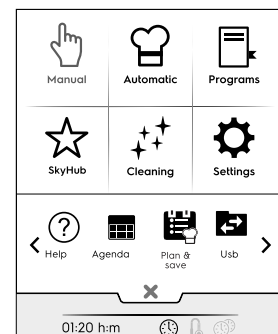 Manual Automatic Programs
SkyHub Cleaning Settings
Help Agenda Plan & save Usb
01:20 h:m